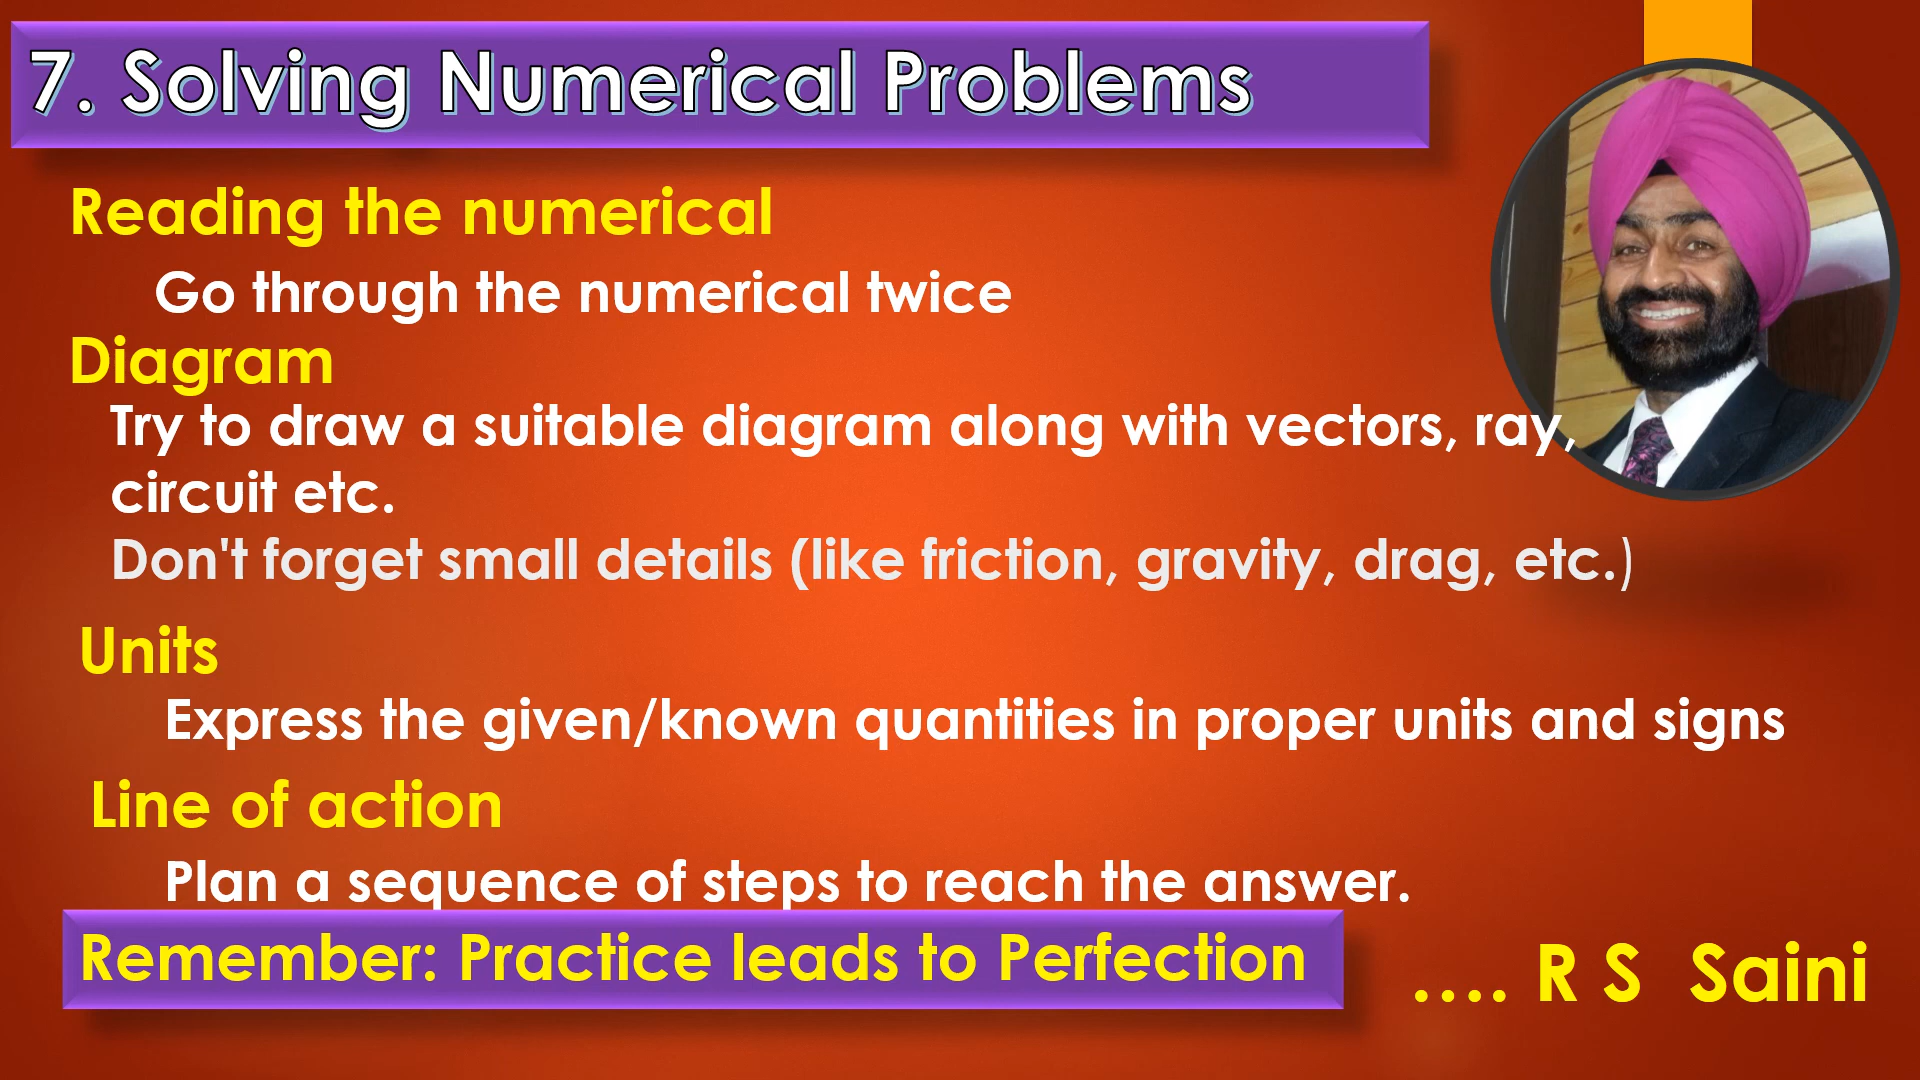 7. Solving Numerical Problems
Reading the numerical
Go through the numerical twice
Diagram
Try to draw a suitable diagram along with vectors, ray,
circuit etc.
Don't forget small details (like friction, gravity, drag, etc.)
Units
Express the given/known quantities in proper units and signs
Line of action
Plan a sequence of steps to reach the answer.
Remember: Practice leads to Perfection
.... R S Saini